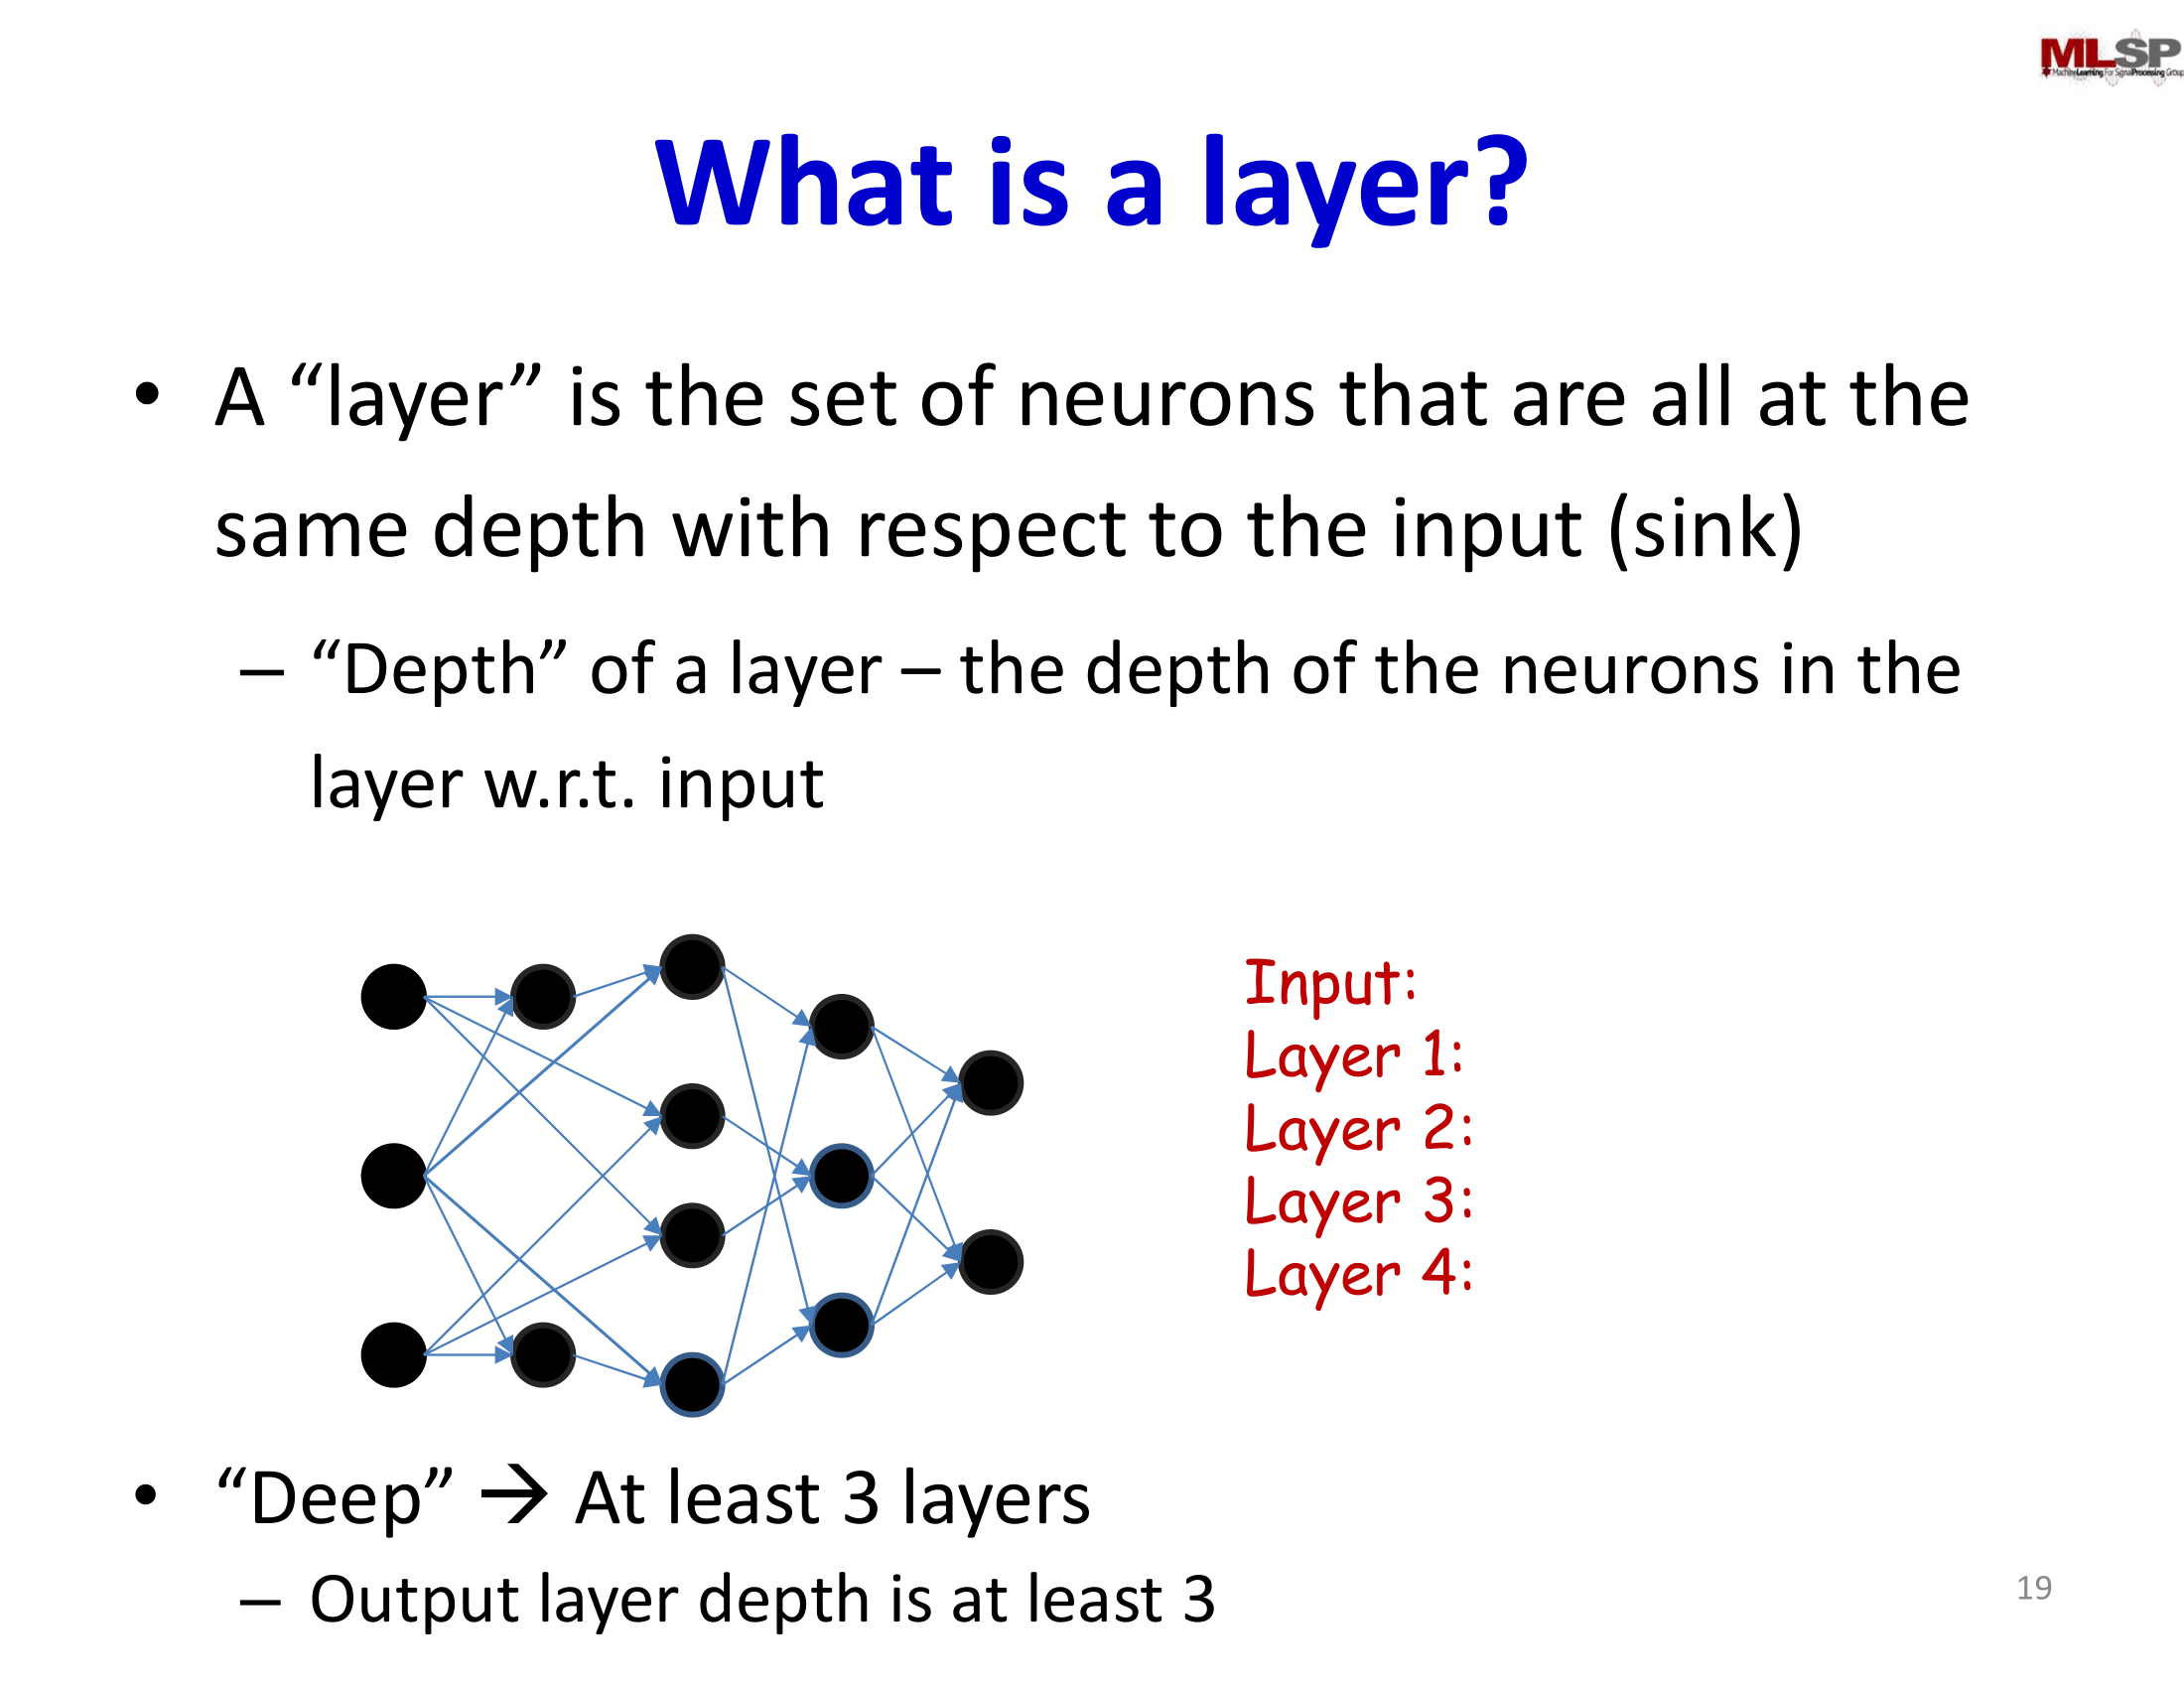 MLSP
Machine Learning For Signal Processing Group
What is a layer?
• A “layer” is the set of neurons that are all at the
same depth with respect to the input (sink)
– “Depth” of a layer – the depth of the neurons in the
layer w.r.t. input
Input:
Layer 1:
Layer 2:
Layer 3:
Layer 4:
• “Deep” → At least 3 layers
– Output layer depth is at least 3
19